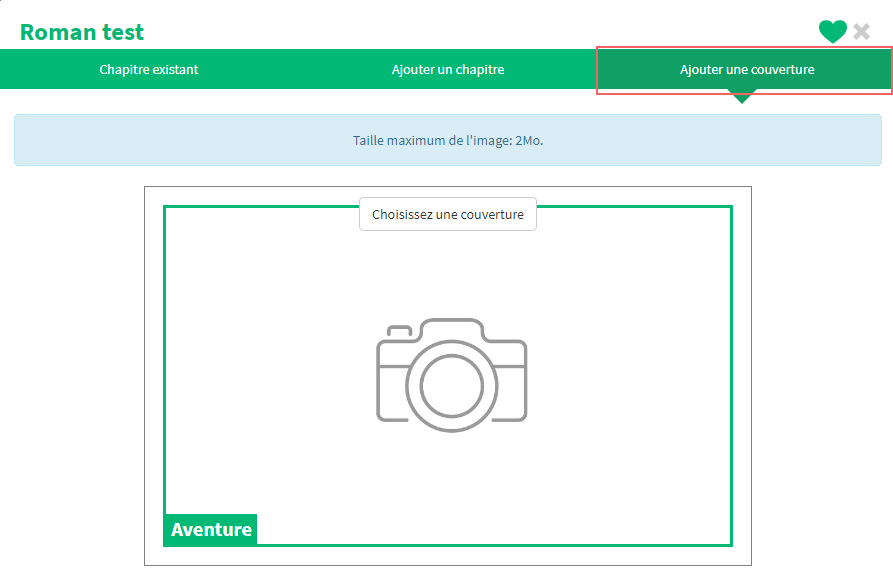 Roman test
Chapitre existant
Ajouter un chapitre
Ajouter une couverture
Taille maximum de l'image: 2Mo.
Choisissez une couverture
Aventure